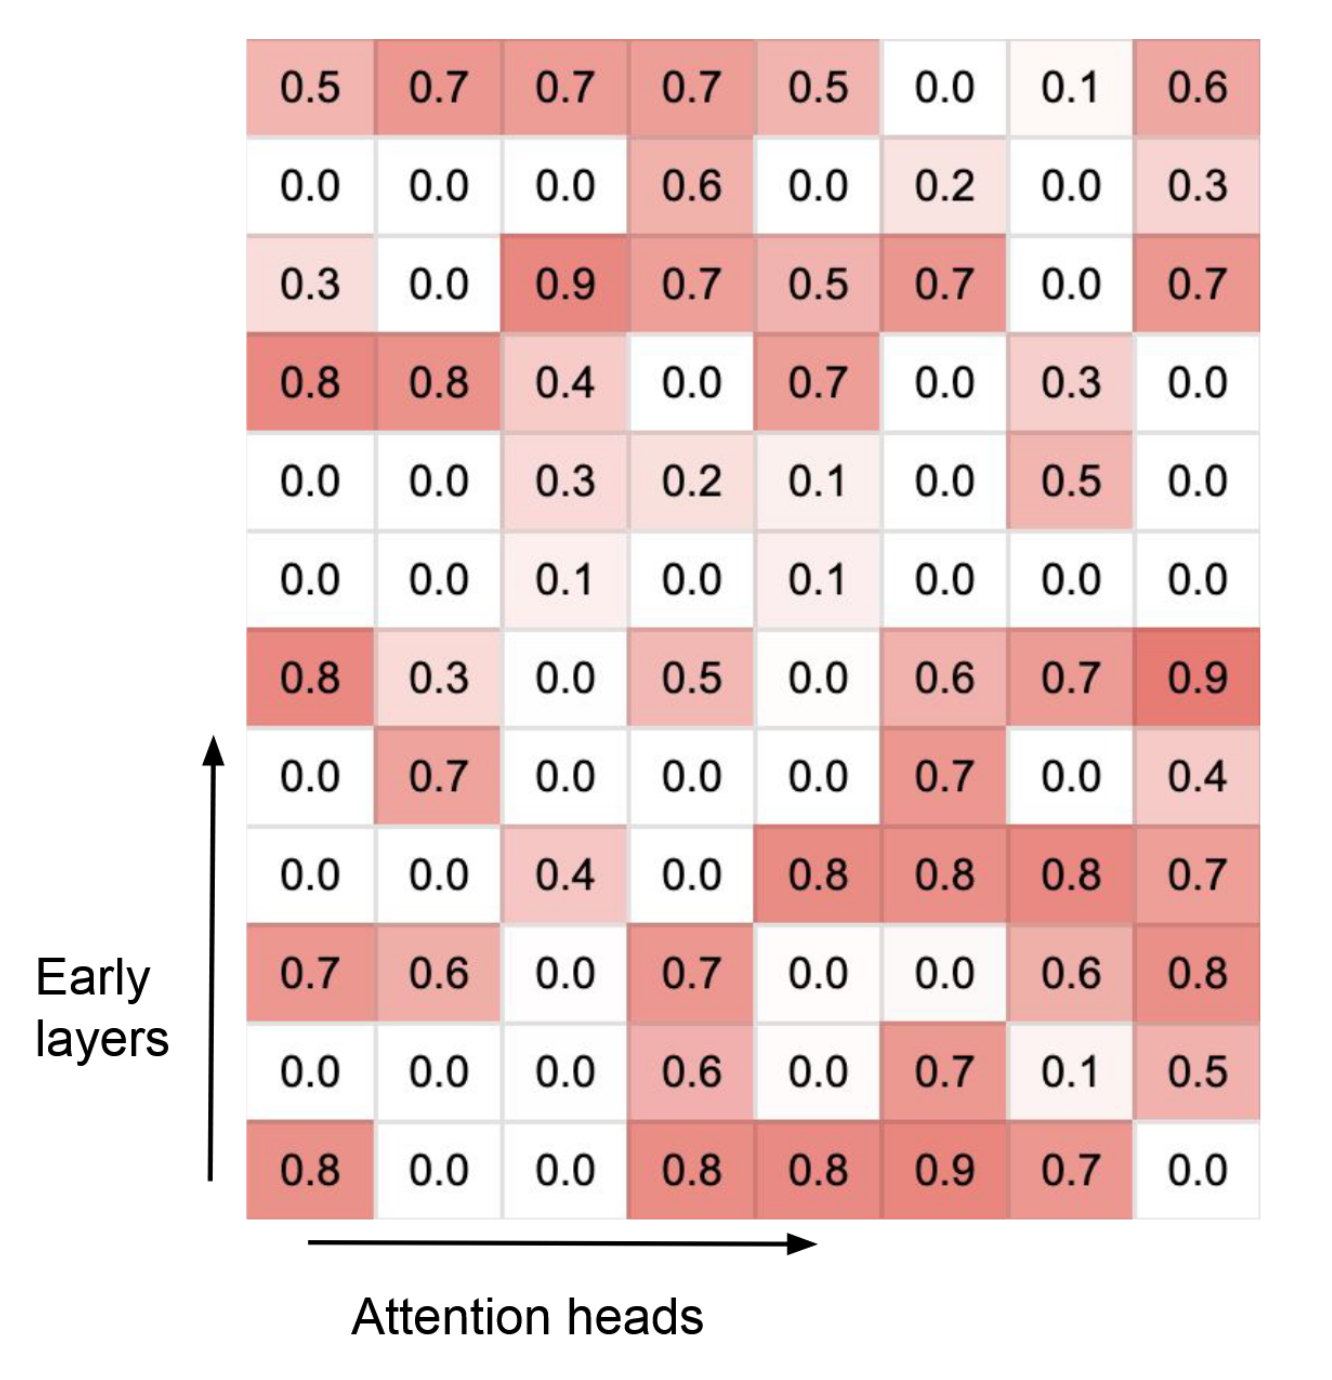 0.5 0.7 0.7 0.7 0.5 0.0 0.1 0.6
0.0 0.0 0.0 0.6 0.0 0.2 0.0 0.3
0.3 0.0 0.9 0.7 0.5 0.7 0.0 0.7
0.8 0.8 0.4 0.0 0.7 0.0 0.3 0.0
0.0 0.0 0.3 0.2 0.1 0.0 0.5 0.0
0.0 0.0 0.1 0.0 0.1 0.0 0.0 0.0
0.8 0.3 0.0 0.5 0.0 0.6 0.7 0.9
0.0 0.7 0.0 0.0 0.0 0.7 0.0 0.4
0.0 0.0 0.4 0.0 0.8 0.8 0.8 0.7
0.7 0.6 0.0 0.7 0.0 0.0 0.6 0.8
0.0 0.0 0.0 0.6 0.0 0.7 0.1 0.5
0.8 0.0 0.0 0.8 0.8 0.9 0.7 0.0
Early
layers
Attention heads